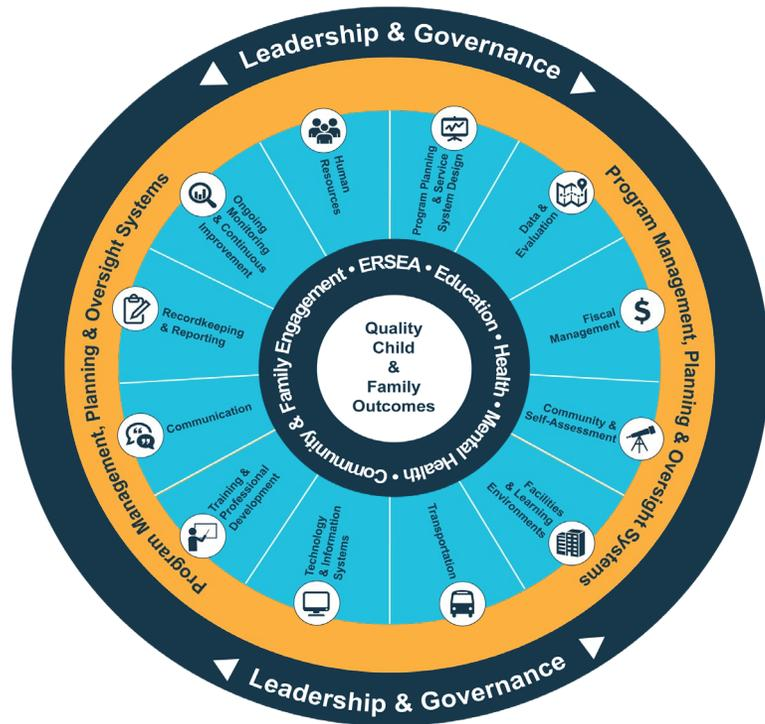 Leadership & Governance
Program Management, Planning & Oversight Systems
Program Management, Planning & Oversight Systems
Program Planning
& Service
System Design
Data &
Evaluation
Fiscal
Management
Community &
Self-Assessment
Facilities
& Learning
Environments
Transportation
Technology
& Information
Systems
Training &
Professional
Development
Communication
Recordkeeping
& Reporting
Ongoing
Monitoring
& Continuous
Improvement
Human
Resources
Community & Family Engagement • ERSEA • Education • Health • Mental Health •
Quality
Child
&
Family
Outcomes
$
Leadership & Governance